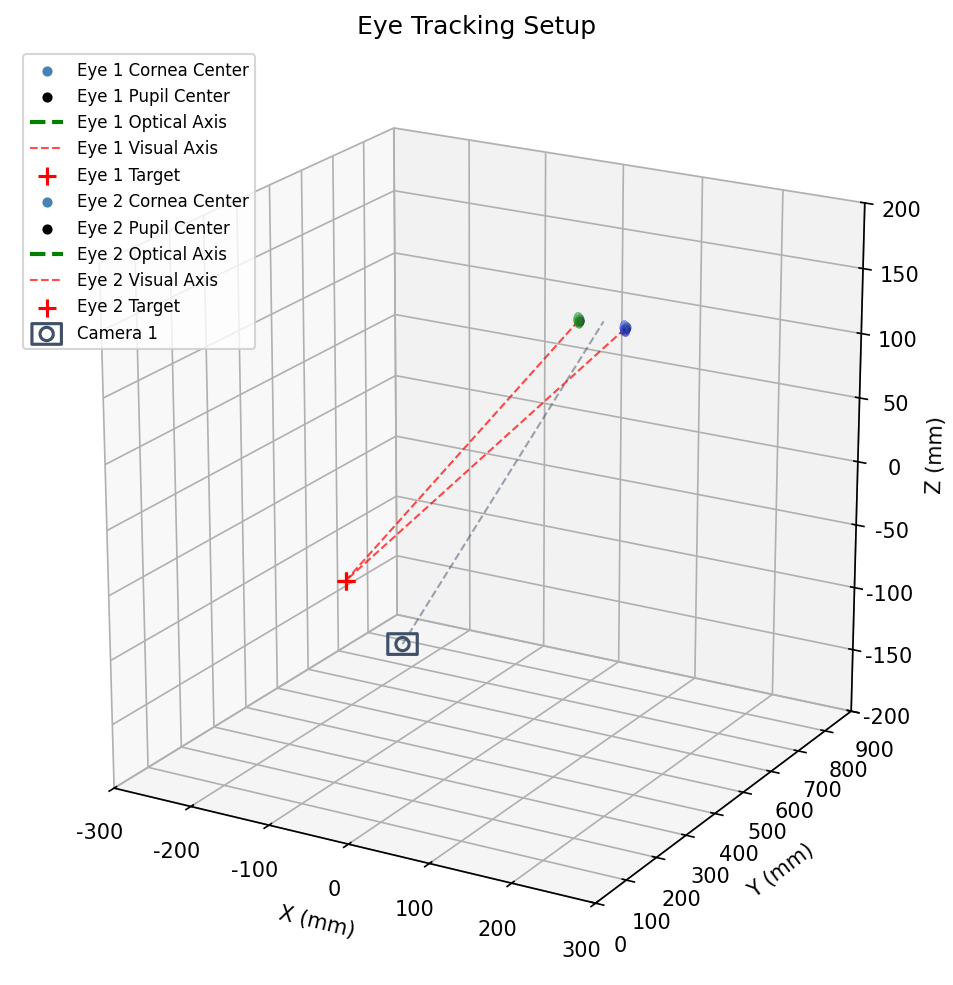 Eye Tracking Setup
Eye 1 Cornea Center
Eye 1 Pupil Center
Eye 1 Optical Axis
Eye 1 Visual Axis
Eye 1 Target
Eye 2 Cornea Center
Eye 2 Pupil Center
Eye 2 Optical Axis
Eye 2 Visual Axis
Eye 2 Target
Camera 1
200
150
100
50
0
-50
-100
-150
-200
Z (mm)
900
800
700
600
500
400
300
200
100
0
Y (mm)
-300
-200
-100
0
100
200
300
X (mm)